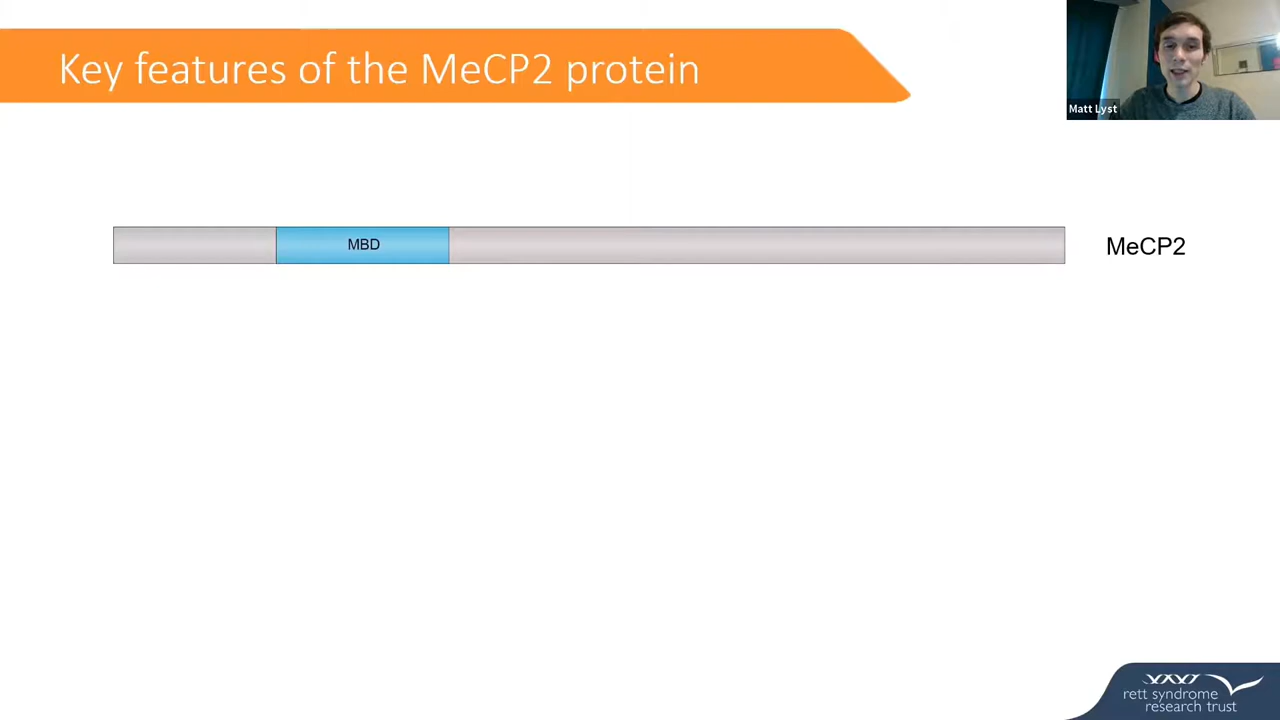 Key features of the MeCP2 protein
Matt Lyst
MBD
MeCP2
rett syndrome
research trust